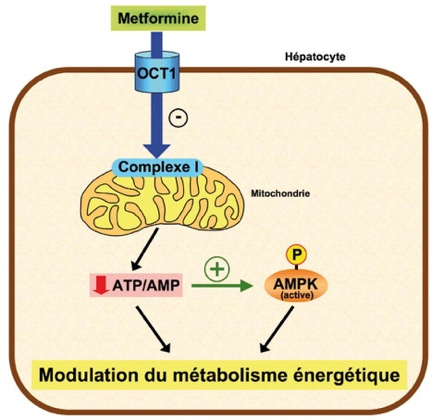 Metformine
OCT1
Hépatocyte
-
Complexe I
Mitochondrie
ATP/AMP
+
P
AMPK
(active)
Modulation du métabolisme énergétique